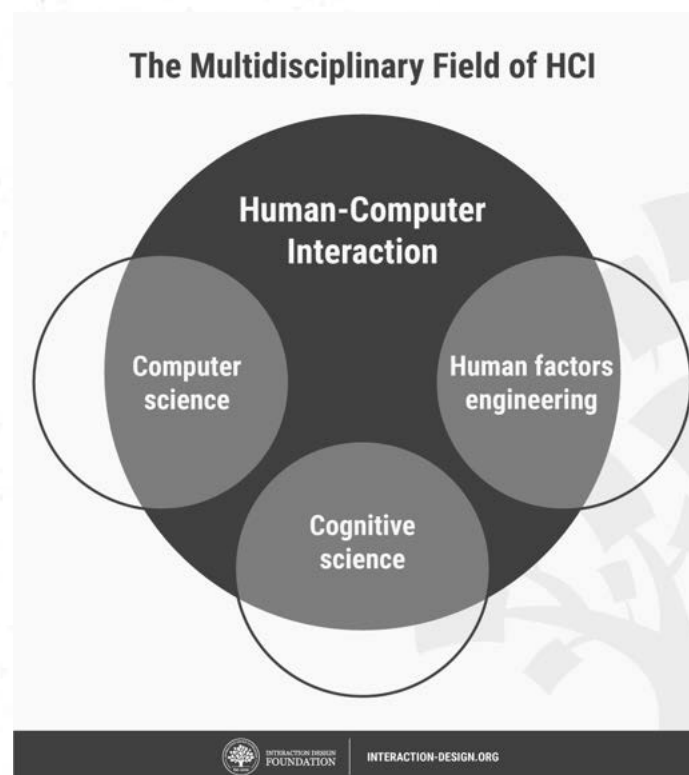 The Multidisciplinary Field of HCI
Human-Computer
Interaction
Computer
science
Human factors
engineering
Cognitive
science
INTERACTION DESIGN
FOUNDATION
INTERACTION-DESIGN.ORG